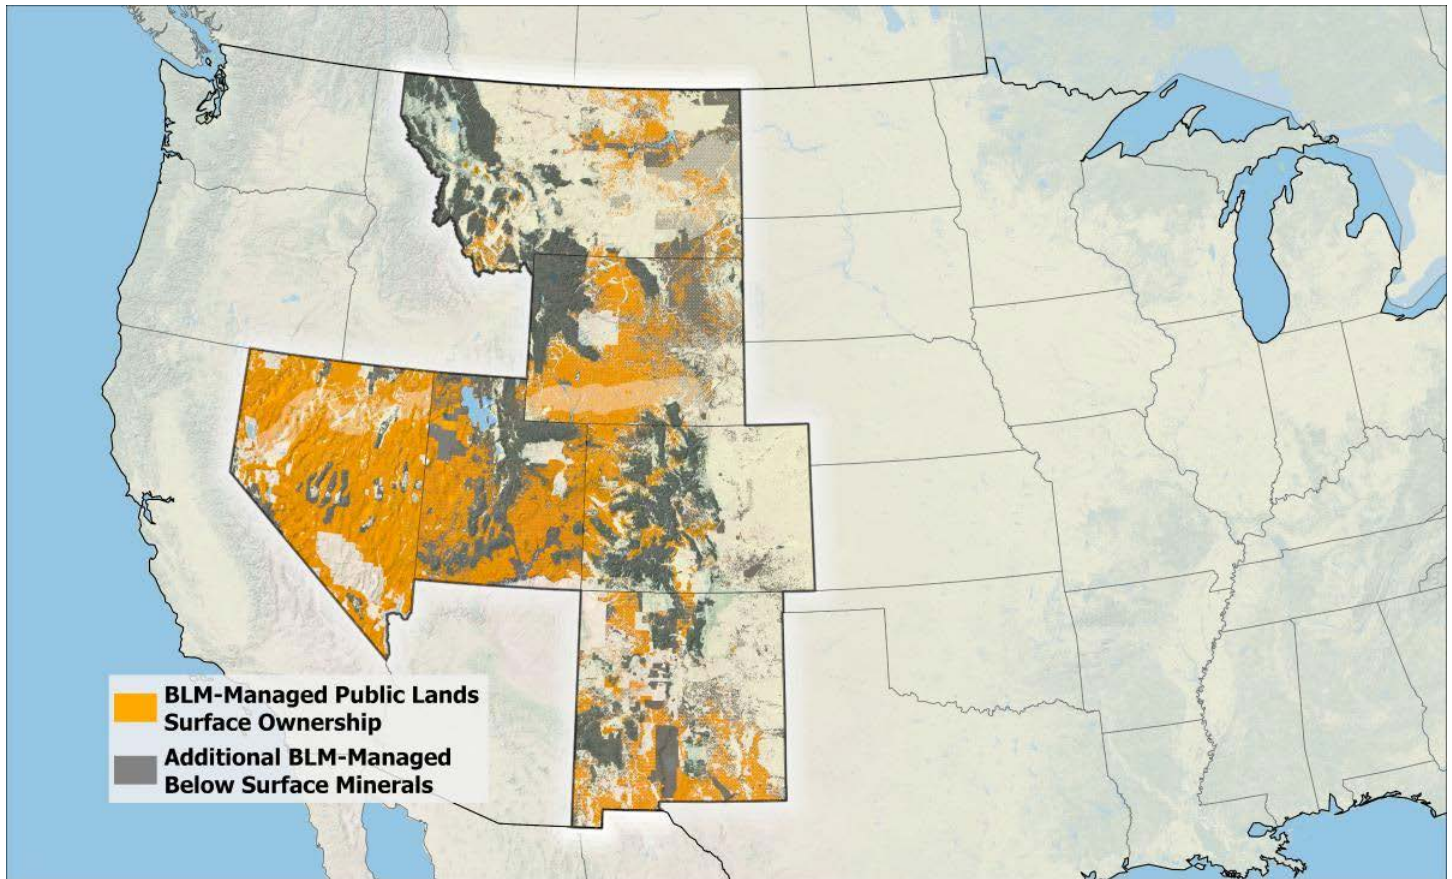 BLM-Managed Public Lands
Surface Ownership
Additional BLM-Managed
Below Surface Minerals